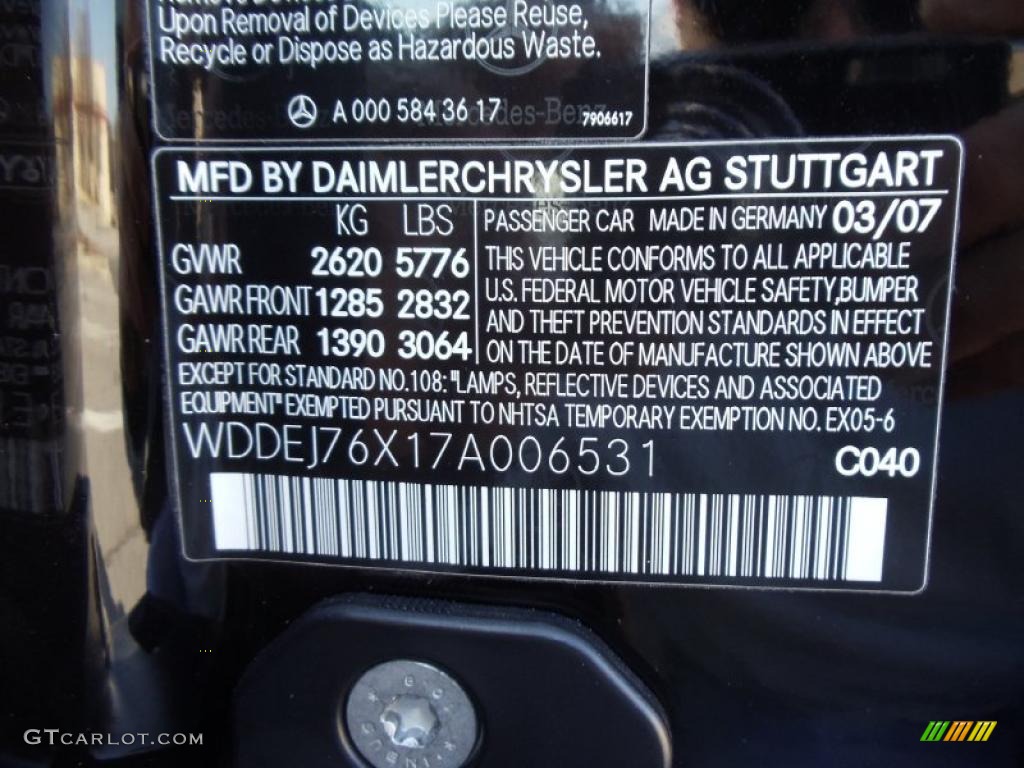 Upon Removal of Devices Please Reuse,
Recycle or Dispose as Hazardous Waste.
A 000 584 36 17
7906617
MFD BY DAIMLERCHRYSLER AG STUTTGART
KG LBS
GVWR 2620 5776
GAWR FRONT 1285 2832
GAWR REAR 1390 3064
PASSENGER CAR MADE IN GERMANY 03/07
THIS VEHICLE CONFORMS TO ALL APPLICABLE
U.S. FEDERAL MOTOR VEHICLE SAFETY, BUMPER
AND THEFT PREVENTION STANDARDS IN EFFECT
ON THE DATE OF MANUFACTURE SHOWN ABOVE
EXCEPT FOR STANDARD NO.108: "LAMPS, REFLECTIVE DEVICES AND ASSOCIATED
EQUIPMENT" EXEMPTED PURSUANT TO NHTSA TEMPORARY EXEMPTION NO. EX05-6
WDDEJ76X17A006531
C040
GTCARLOT.COM